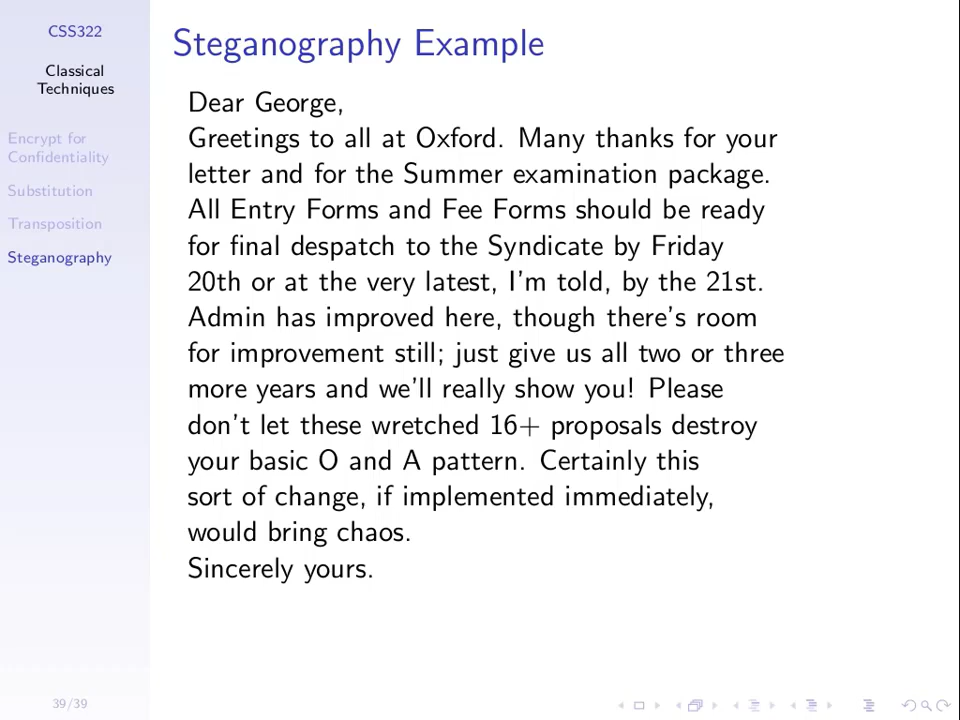 CSS322
Classical
Techniques
Encrypt for
Confidentiality
Substitution
Transposition
Steganography
39/39
Steganography Example
Dear George,
Greetings to all at Oxford. Many thanks for your
letter and for the Summer examination package.
All Entry Forms and Fee Forms should be ready
for final despatch to the Syndicate by Friday
20th or at the very latest, I'm told, by the 21st.
Admin has improved here, though there's room
for improvement still; just give us all two or three
more years and we'll really show you! Please
don't let these wretched 16+ proposals destroy
your basic O and A pattern. Certainly this
sort of change, if implemented immediately,
would bring chaos.
Sincerely yours.